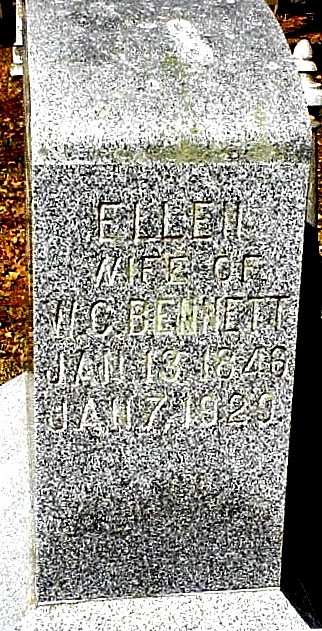 ELLEN
WIFE OF
W.C. BENNETT
JAN 13 1846
JAN 7 1929